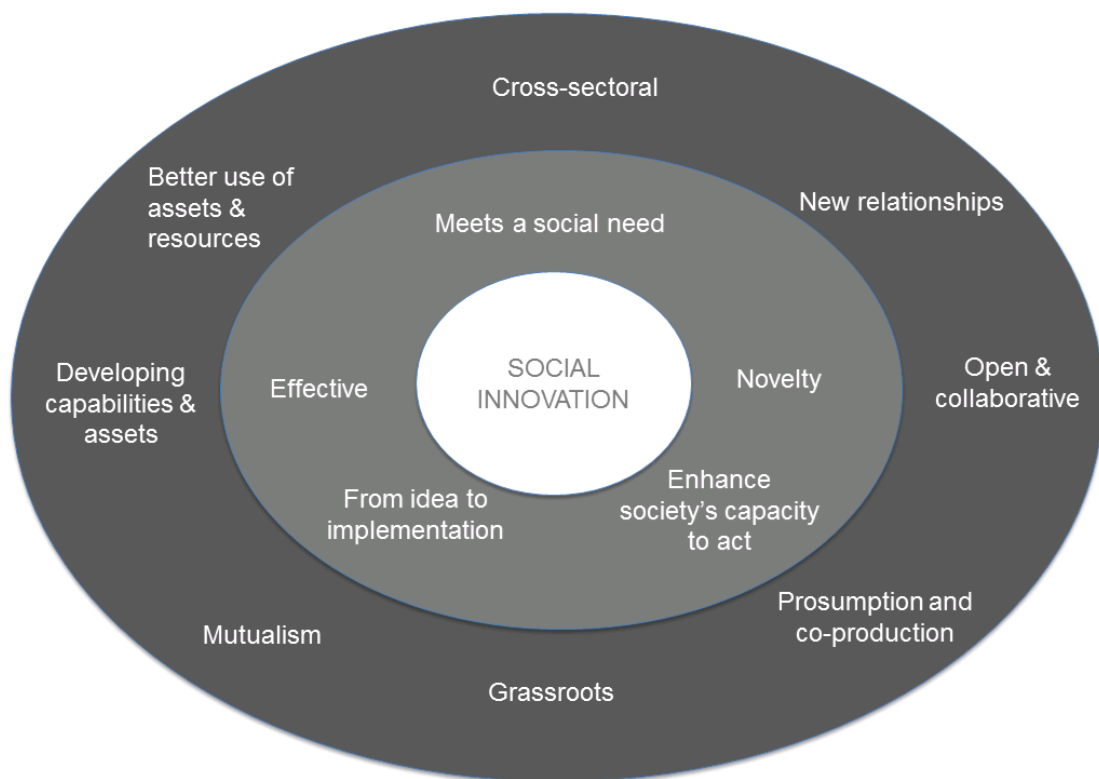 Cross-sectoral
Better use of
assets &
resources
New relationships
Meets a social need
Developing
capabilities &
assets
Effective
SOCIAL
INNOVATION
Novelty
Open &
collaborative
From idea to
implementation
Enhance
society’s capacity
to act
Mutualism
Prosumption and
co-production
Grassroots